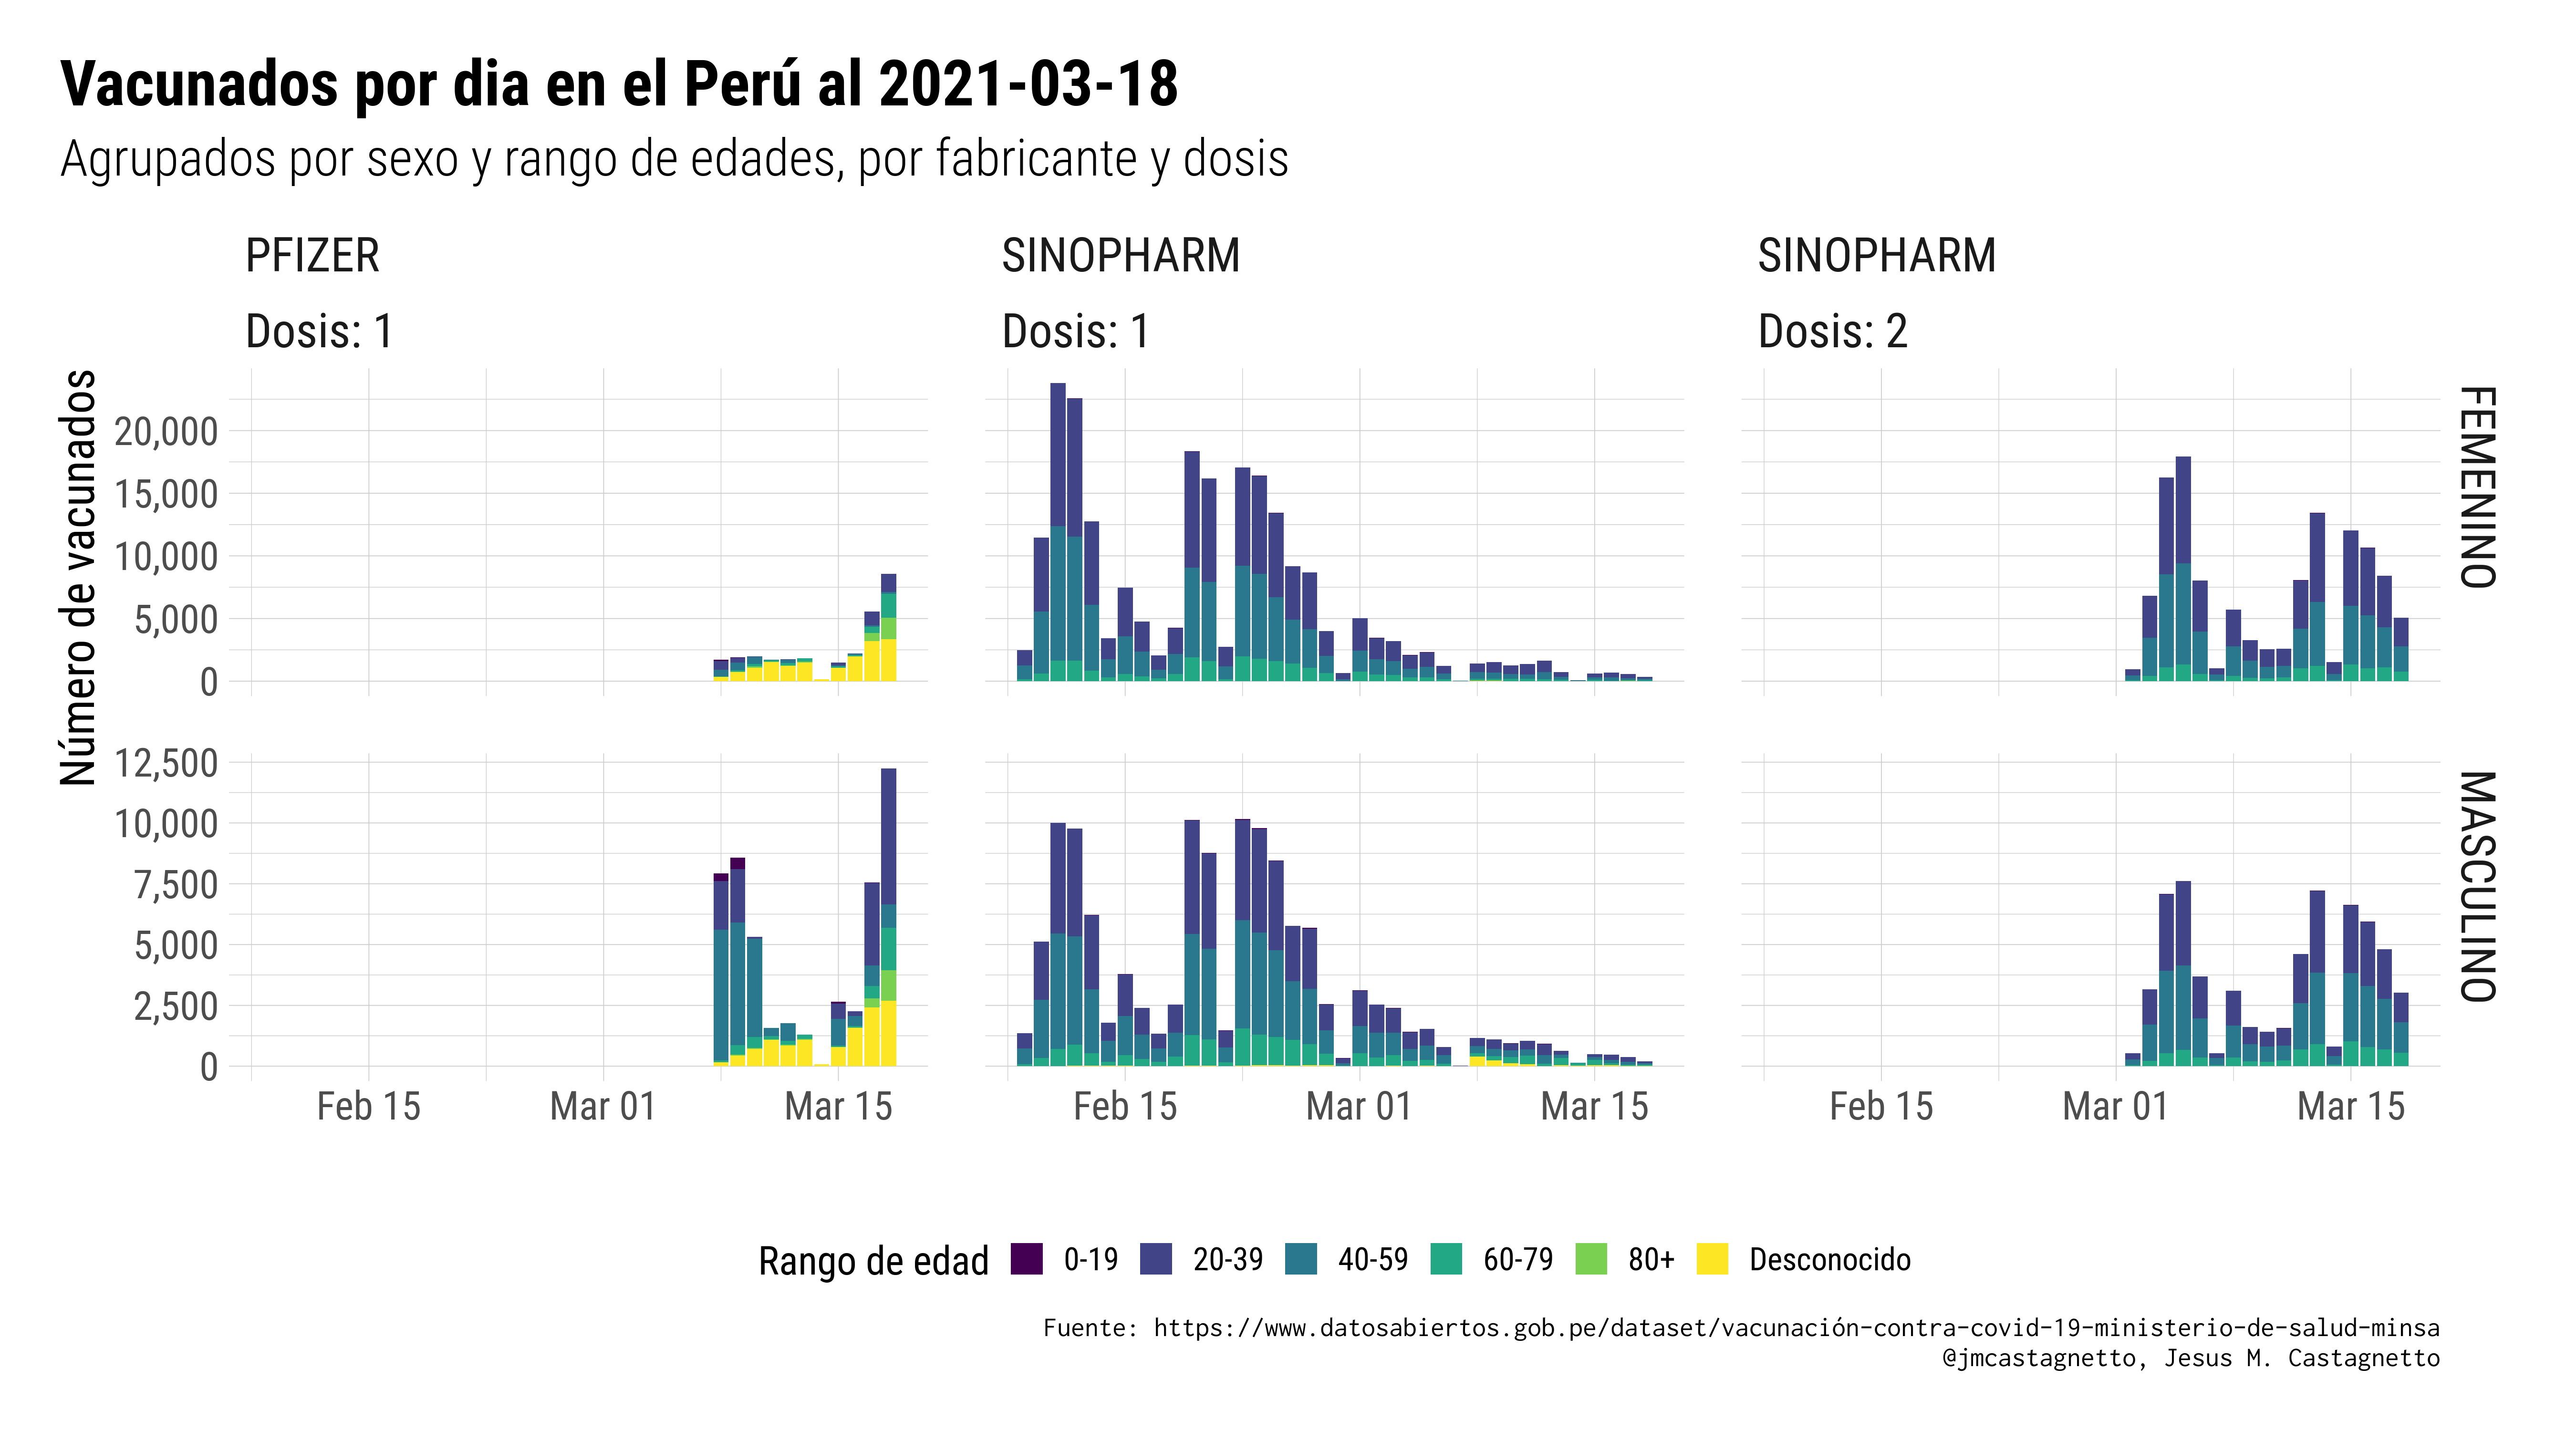 Vacunados por dia en el Perú al 2021-03-18
Agrupados por sexo y rango de edades, por fabricante y dosis
PFIZER
Dosis: 1
SINOPHARM
Dosis: 1
SINOPHARM
Dosis: 2
Número de vacunados
20,000
15,000
10,000
5,000
0
FEMENINO
12,500
10,000
7,500
5,000
2,500
0
MASCULINO
Feb 15 Mar 01 Mar 15
Feb 15 Mar 01 Mar 15
Feb 15 Mar 01 Mar 15
Rango de edad 0-19 20-39 40-59 60-79 80+ Desconocido
Fuente: https://www.datosabiertos.gob.pe/dataset/vacunación-contra-covid-19-ministerio-de-salud-minsa
@jmcastagnetto, Jesus M. Castagnetto